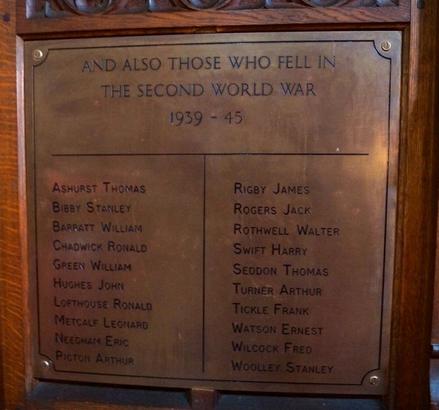 AND ALSO THOSE WHO FELL IN
THE SECOND WORLD WAR
1939 - 45
ASHURST THOMAS
BIBBY STANLEY
BARRATT WILLIAM
CHADWICK RONALD
GREEN WILLIAM
HUGHES JOHN
LOFTHOUSE RONALD
METCALF LEONARD
NEEDHAM ERIC
PICTON ARTHUR
RIGBY JAMES
ROGERS JACK
ROTHWELL WALTER
SWIFT HARRY
SEDDON THOMAS
TURNER ARTHUR
TICKLE FRANK
WATSON ERNEST
WILCOCK FRED
WOOLLEY STANLEY